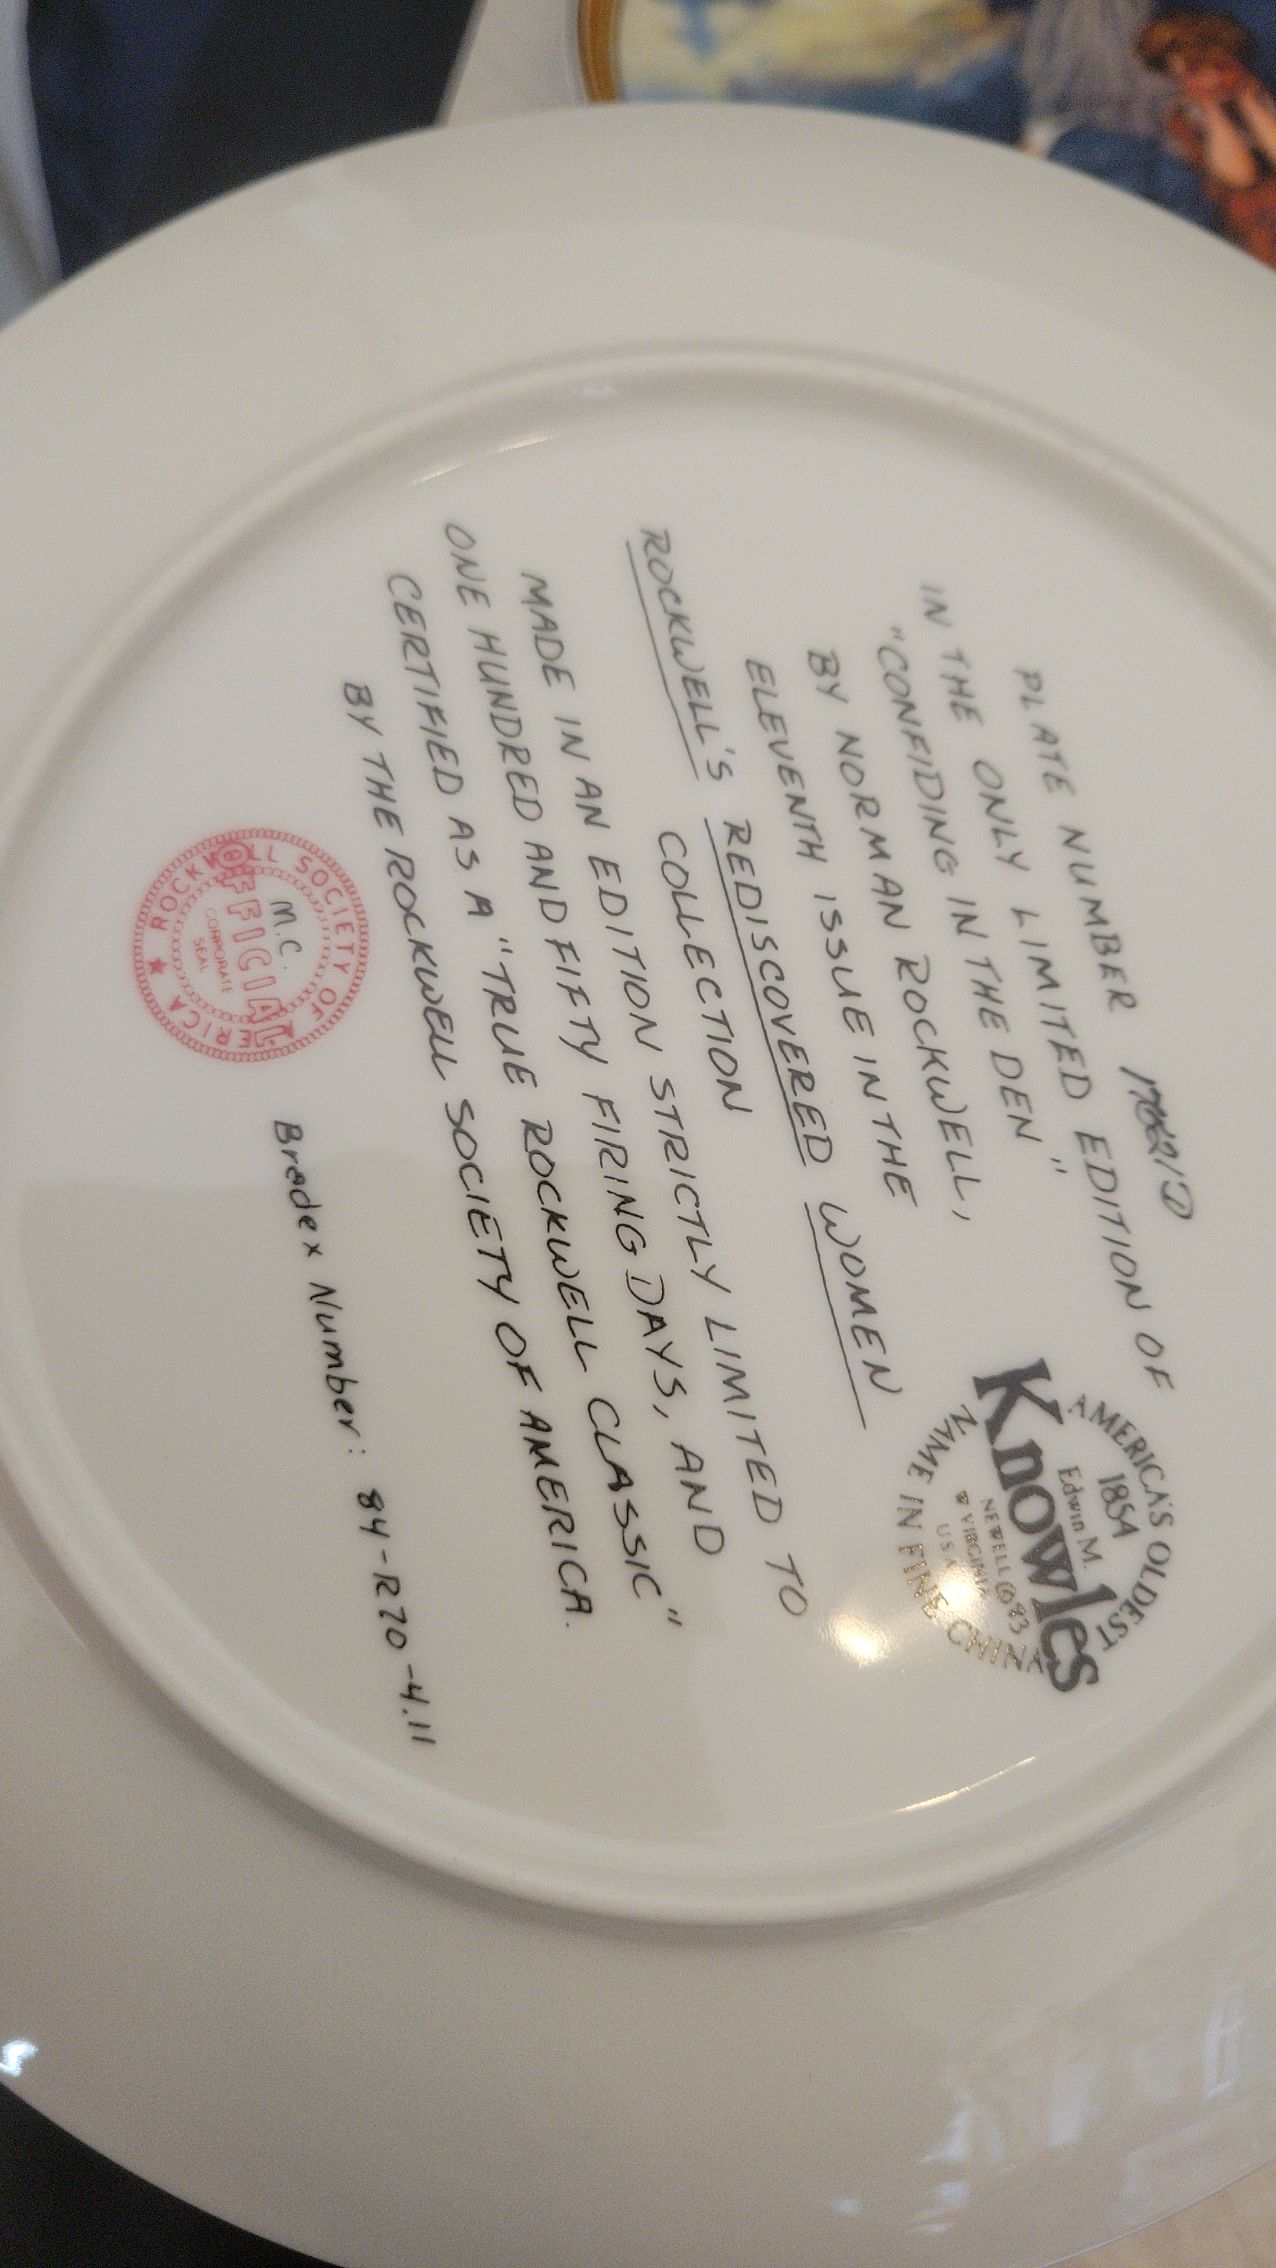 PLATE NUMBER
IN THE ONLY LIMITED EDITION OF
"CONFIDING IN THE DEN"
BY NORMAN ROCKWELL,
ELEVENTH ISSUE IN THE
ROCKWELL'S REDISCOVERED WOMEN
COLLECTION
MADE IN AN EDITION STRICTLY LIMITED TO
ONE HUNDRED AND FIFTY FIRING DAYS, AND
CERTIFIED AS A "TRUE ROCKWELL CLASSIC"
BY THE ROCKWELL SOCIETY OF AMERICA.
AMERICA'S OLDEST
1854
Edwin M.
Knowles
NEWELL ©83
W VIRGINIA
USA
NAME IN FINE CHINA
ROCKWELL SOCIETY OF AMERICA ★
M.C.
OFFICIAL
CORPORATE
SEAL
Bradex Number: 84-R70-4.11